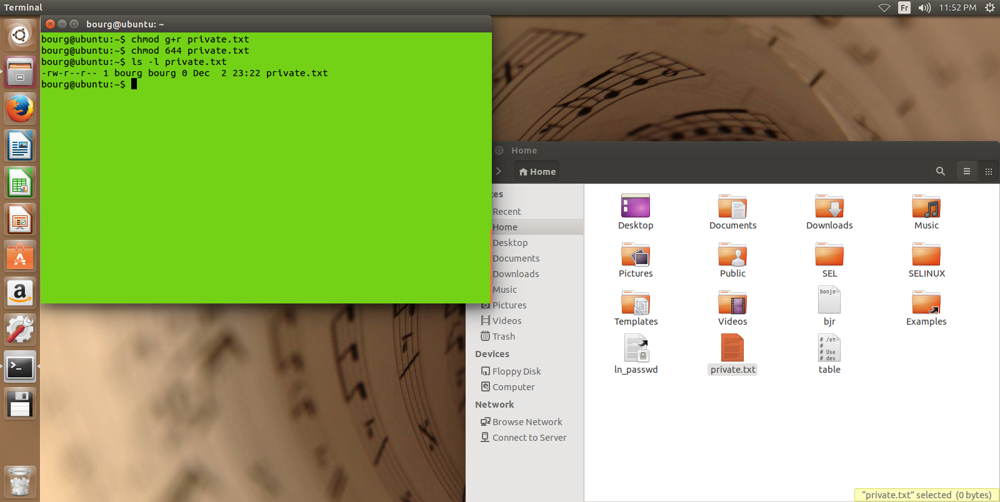 Terminal
Fr
11:52 PM
bourg@ubuntu: ~
bourg@ubuntu:~$ chmod g+r private.txt
bourg@ubuntu:~$ chmod 644 private.txt
bourg@ubuntu:~$ ls -l private.txt
-rw-r--r-- 1 bourg bourg 0 Dec  2 23:22 private.txt
bourg@ubuntu:~$
Home
Home
es
Recent
Home
Desktop
Documents
Downloads
Music
Pictures
Videos
Trash
Devices
Floppy Disk
Computer
Network
Browse Network
Connect to Server
Desktop
Documents
Downloads
Music
Pictures
Public
SEL
SELINUX
Templates
Videos
bonjo
bjr
Examples
ln_passwd
private.txt
# /et
#
# Use
# dev
table
“private.txt” selected (0 bytes)